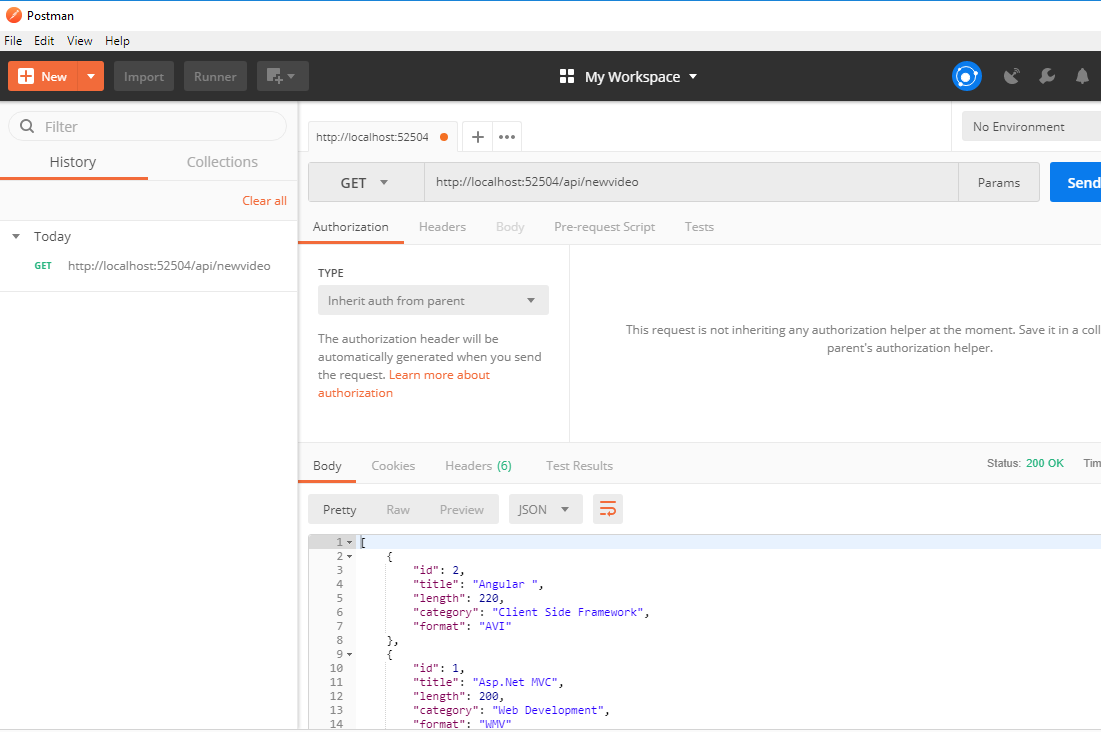 Postman
File Edit View Help
New Import Runner My Workspace
Filter
History Collections
Clear all
Today
GET http://localhost:52504/api/newvideo
http://localhost:52504 + •••
No Environment
GET http://localhost:52504/api/newvideo Params Send
Authorization Headers Body Pre-request Script Tests
TYPE
Inherit auth from parent
The authorization header will be
automatically generated when you send
the request. Learn more about
authorization
This request is not inheriting any authorization helper at the moment. Save it in a coll
parent's authorization helper.
Body Cookies Headers (6) Test Results Status: 200 OK Tim
Pretty Raw Preview JSON
1 [
2 {
3 "id": 2,
4 "title": "Angular ",
5 "length": 220,
6 "category": "Client Side Framework",
7 "format": "AVI"
8 },
9 {
10 "id": 1,
11 "title": "Asp.Net MVC",
12 "length": 200,
13 "category": "Web Development",
14 "format": "WMV"